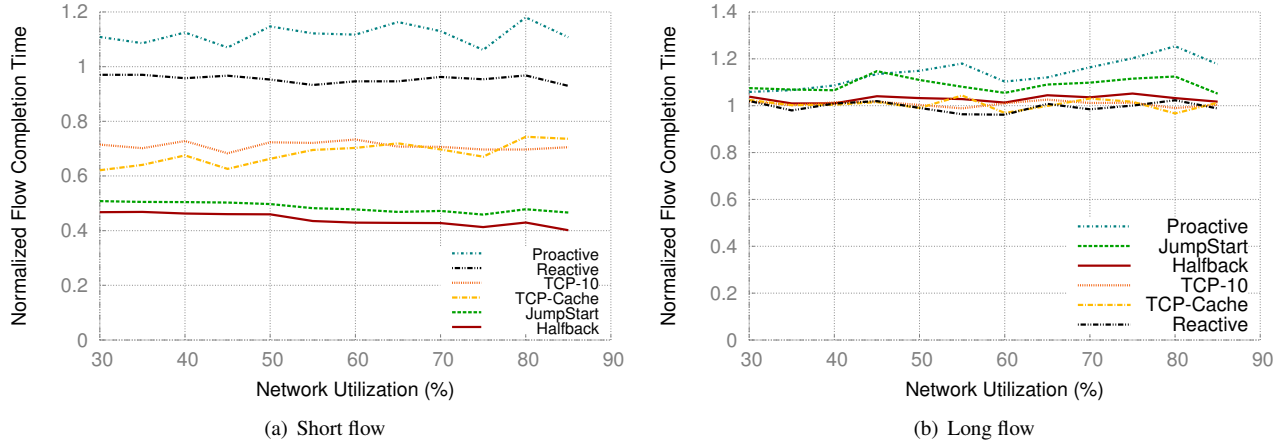 Normalized Flow Completion Time
1.2
1
0.8
0.6
0.4
0.2
0
Proactive
Reactive
TCP-10
TCP-Cache
JumpStart
Halfback
30 40 50 60 70 80 90
Network Utilization (%)
(a) Short flow
Normalized Flow Completion Time
1.4
1.2
1
0.8
0.6
0.4
0.2
0
Proactive
JumpStart
Halfback
TCP-10
TCP-Cache
Reactive
30 40 50 60 70 80 90
Network Utilization (%)
(b) Long flow